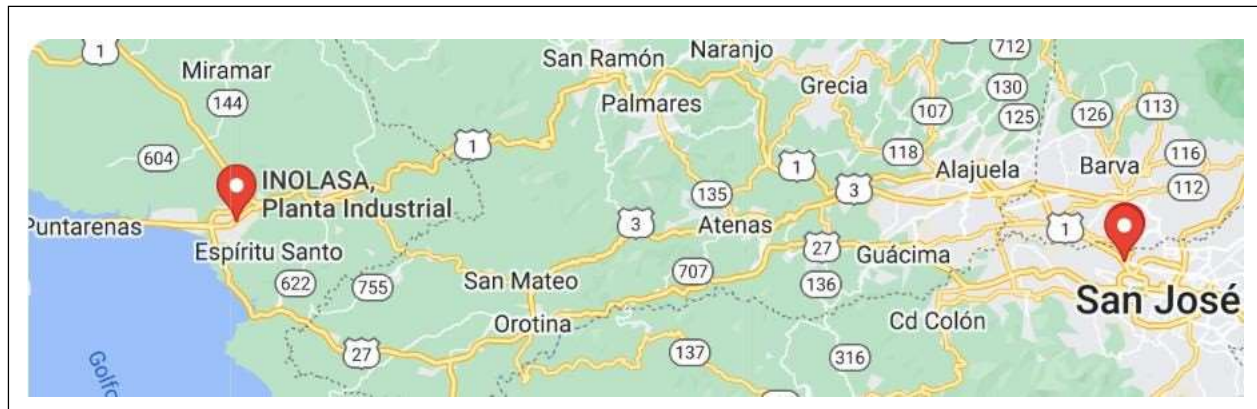 1
Miramar
144
604
INOLASA,
Planta Industrial
Puntarenas
Espíritu Santo
622
755
Golfo
San Ramón
Naranjo
Palmares
Grecia
712
130
125
107
126
113
118
116
112
1
1
3
135
Alajuela
Barva
3
Atenas
27
Guácima
1
707
136
San Mateo
Orotina
Cd Colón
San José
27
137
316